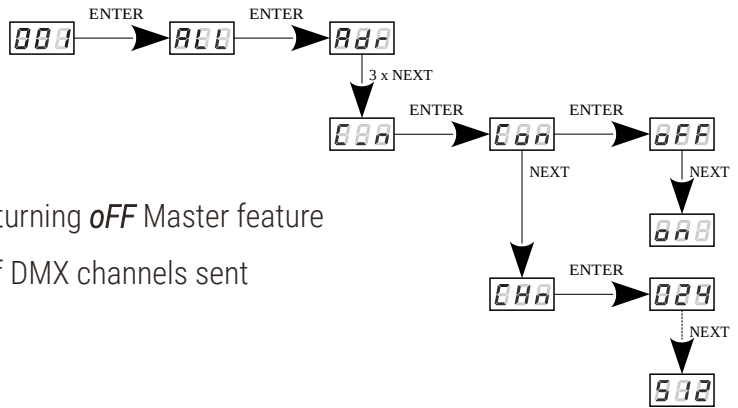 ENTER ENTER
001 ALL Adr
3 x NEXT
ENTER ENTER
C_n Con oFF
NEXT NEXT
turning oFF Master feature
on
f DMX channels sent
ENTER
CHn 024
NEXT
512